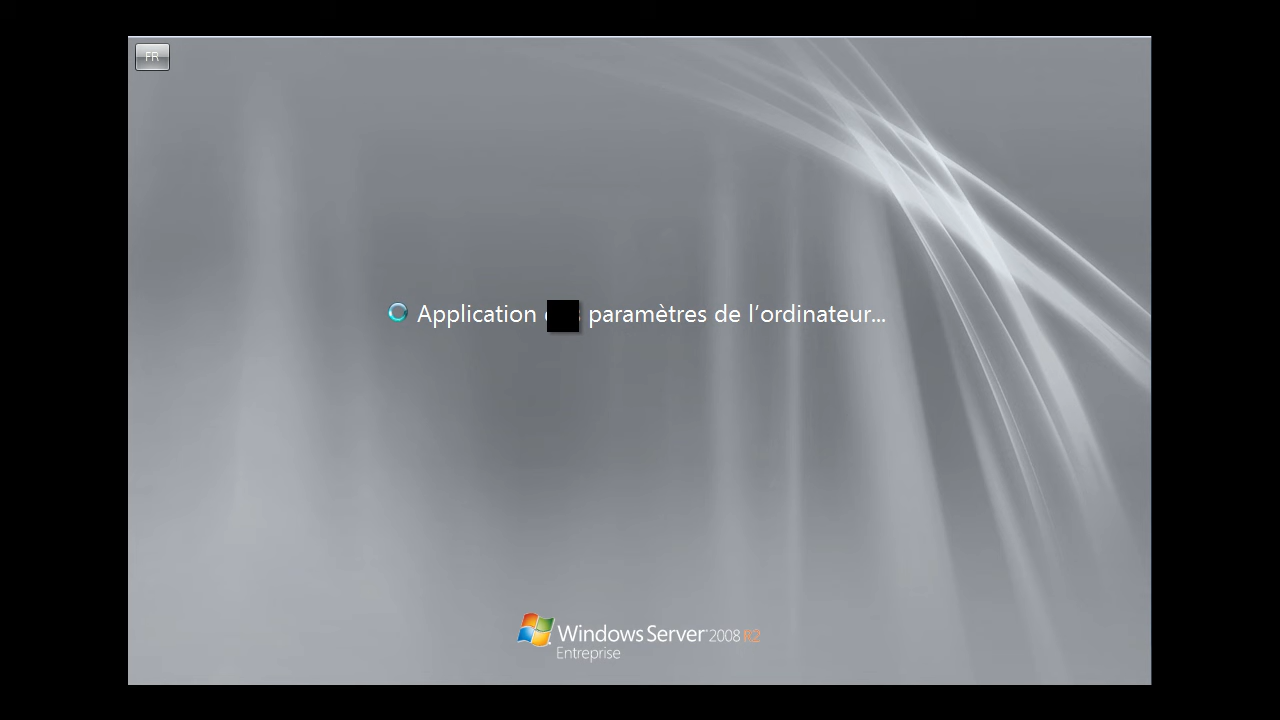 FR
Application paramètres de l'ordinateur...
Windows Server 2008 R2
Entreprise